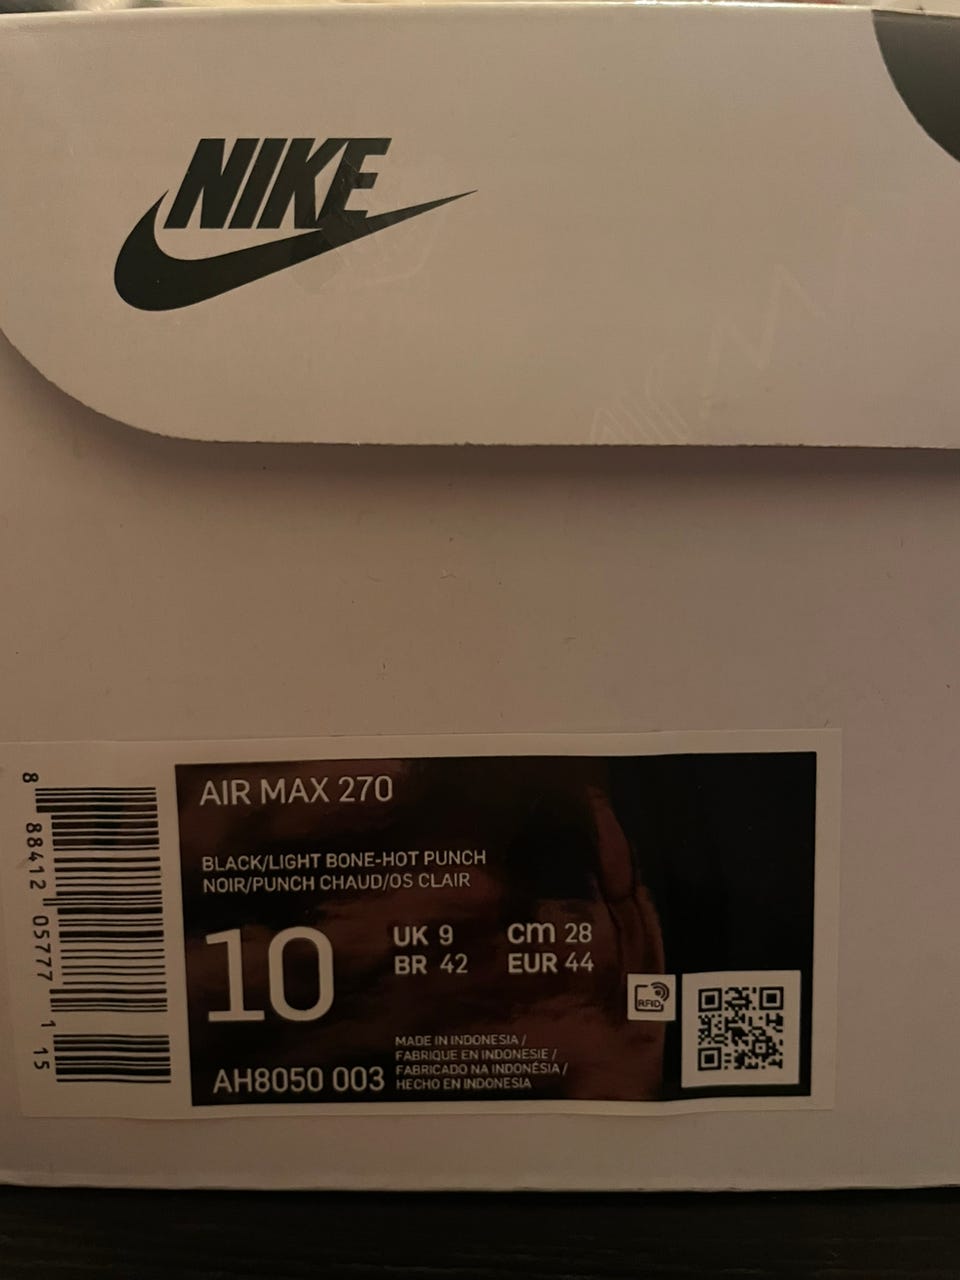 NIKE
AIR MAX 270
BLACK/LIGHT BONE-HOT PUNCH
NOIR/PUNCH CHAUD/OS CLAIR
10
UK 9
cm 28
BR 42
EUR 44
RFID
MADE IN INDONESIA /
FABRIQUE EN INDONESIE /
FABRICADO NA INDONÉSIA /
HECHO EN INDONESIA
AH8050 003
8 88412 05777 1 15